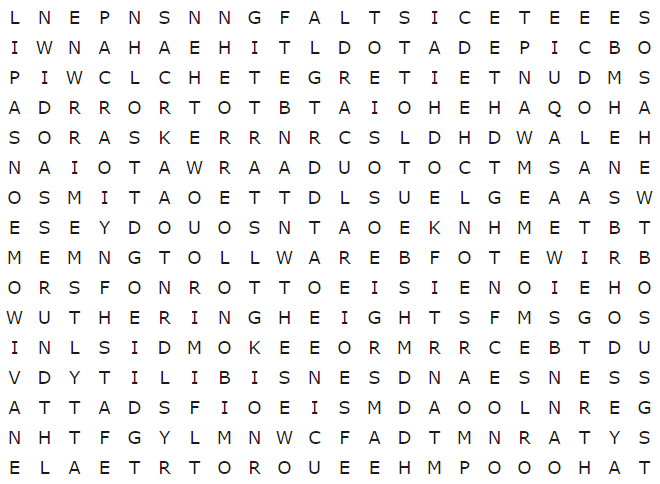 L N E P N S N N G F A L T S I C E T E E E S
I W N A H A E H I T L D O T A D E P I C B O
P I W C L C H E T E G R E T I E T N U D M S
A D R R O R T O T B T A I O H E H A Q O H A
S O R A S K E R R N R C S L D H D W A L E H
N A I O T A W R A A D U O T O C T M S A N E
O S M I T A O E T T D L S U E L G E A A S W
E S E Y D O U O S N T A O E K N H M E T B T
M E M N G T O L L W A R E B F O T E W I R B
O R S F O N R O T T O E I S I E N O I E H O
W U T H E R I N G H E I G H T S F M S G O S
I N L S I D M O K E E O R M R R C E B T D U
V D Y T I L I B I S N E S D N A E S N E S S
A T T A D S F I O E I S M D A O O L N R E G
N H T F G Y L M N W C F A D T M N R A T Y S
E L A E T R T O R O U E E H M P O O O H A T